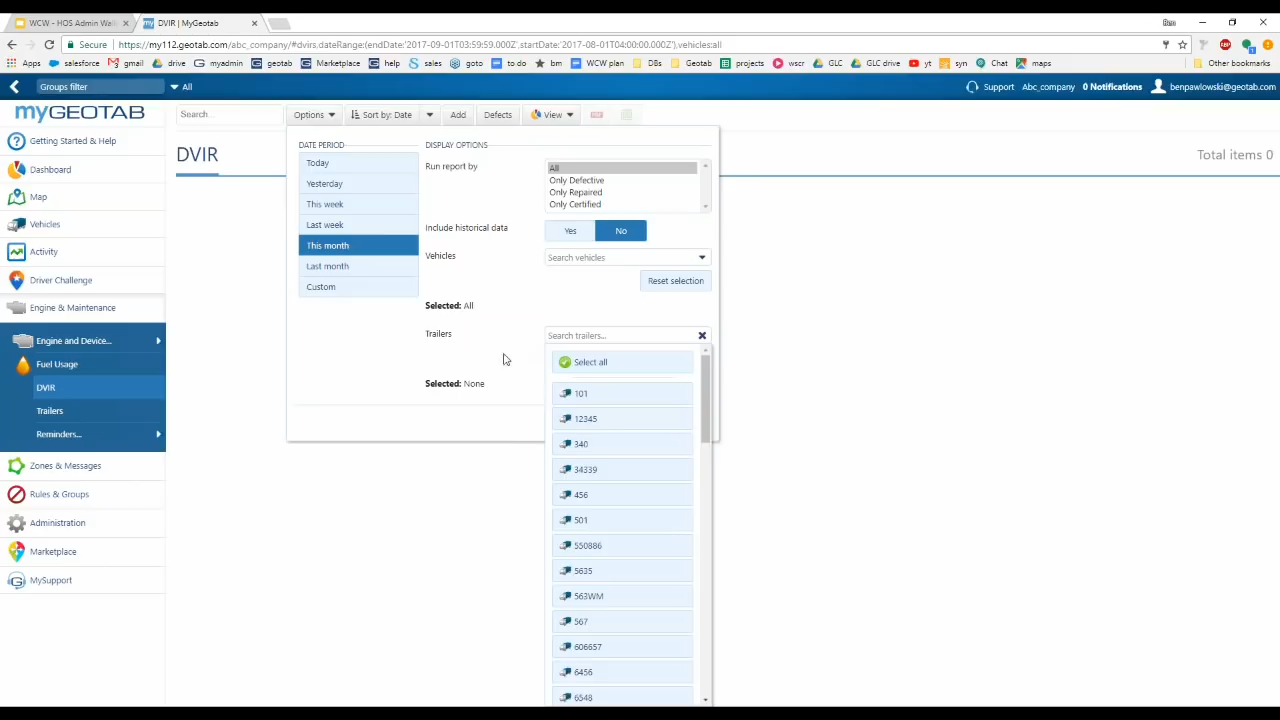 WCW - HOS Admin Wal
DVIR | MyGeotab
Secure
https://my112.geotab.com/abc_company/#dvirs,dateRange:(endDate:'2017-09-01T03:59:59.000Z',startDate:'2017-08-01T04:00:00.000Z'),vehicles:all
Apps salesforce gmail drive myadmin geotab Marketplace help sales goto to do bm WCW plan DBs Geotab projects wscr GLC GLC drive yt syn Chat maps Other bookmarks
Groups filter All Support Abc_company 0 Notifications benpawlowski@geotab.com
myGEOTAB
Search... Options Sort by: Date Add Defects View
Getting Started & Help
Dashboard
Map
Vehicles
Activity
Driver Challenge
Engine & Maintenance
Engine and Device...
Fuel Usage
DVIR
Trailers
Reminders...
Zones & Messages
Rules & Groups
Administration
Marketplace
MySupport
DVIR
Total items 0
DATE PERIOD
Today
Yesterday
This week
Last week
This month
Last month
Custom
DISPLAY OPTIONS
Run report by
All
Only Defective
Only Repaired
Only Certified
Include historical data
Yes No
Vehicles
Search vehicles
Reset selection
Selected: All
Trailers
Search trailers...
Selected: None
Select all
101
12345
340
34339
456
501
550886
5635
563WM
567
606657
6456
6548